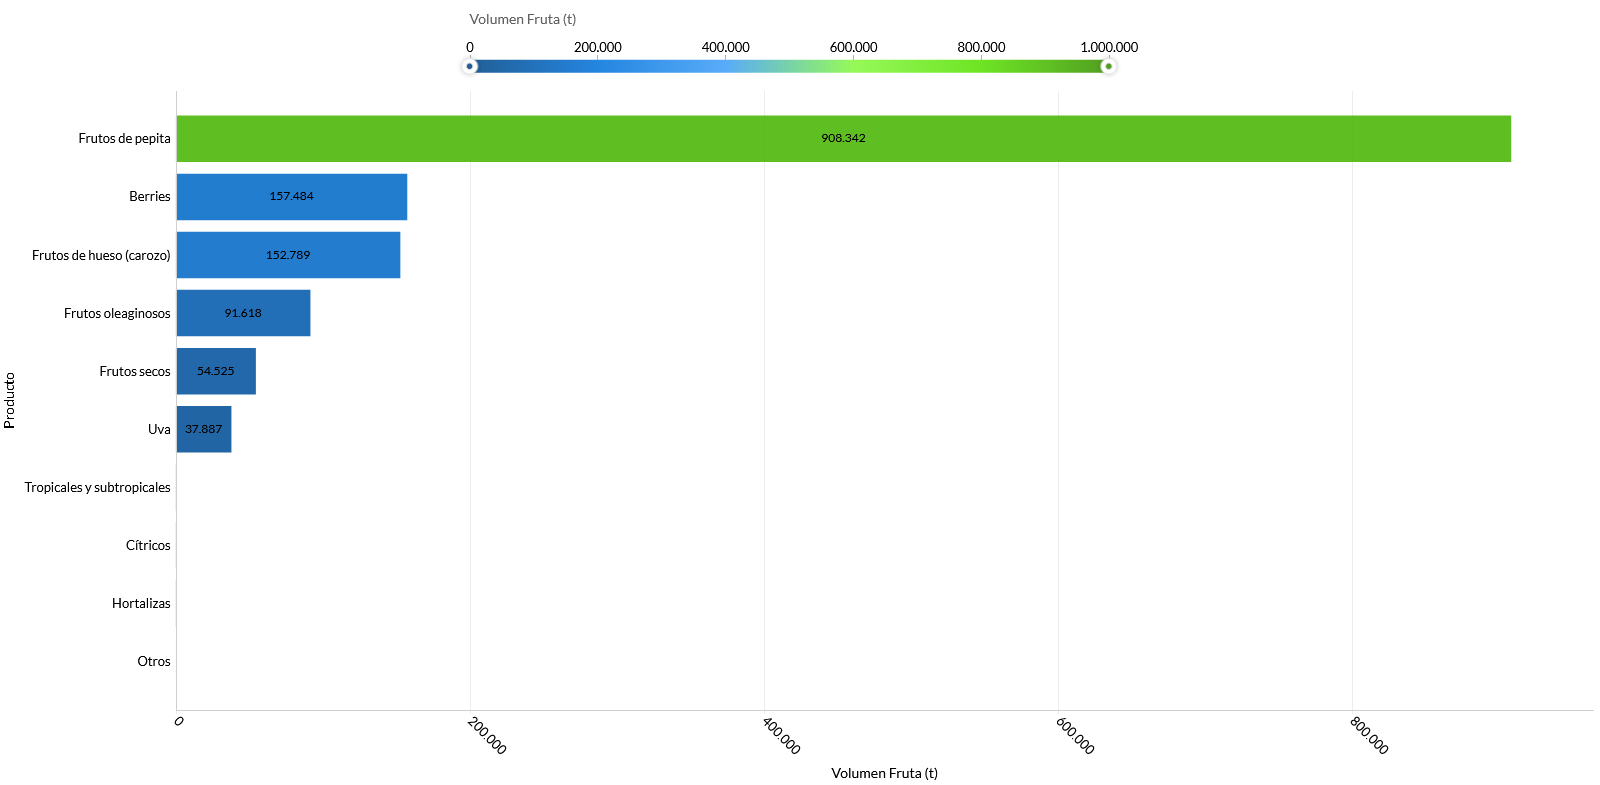 Volumen Fruta (t)
0 200.000 400.000 600.000 800.000 1.000.000
Frutos de pepita 908.342
Berries 157.484
Frutos de hueso (carozo) 152.789
Frutos oleaginosos 91.618
Frutos secos 54.525
Uva 37.887
Tropicales y subtropicales
Cítricos
Hortalizas
Otros
Producto
0 200.000 400.000 600.000 800.000
Volumen Fruta (t)